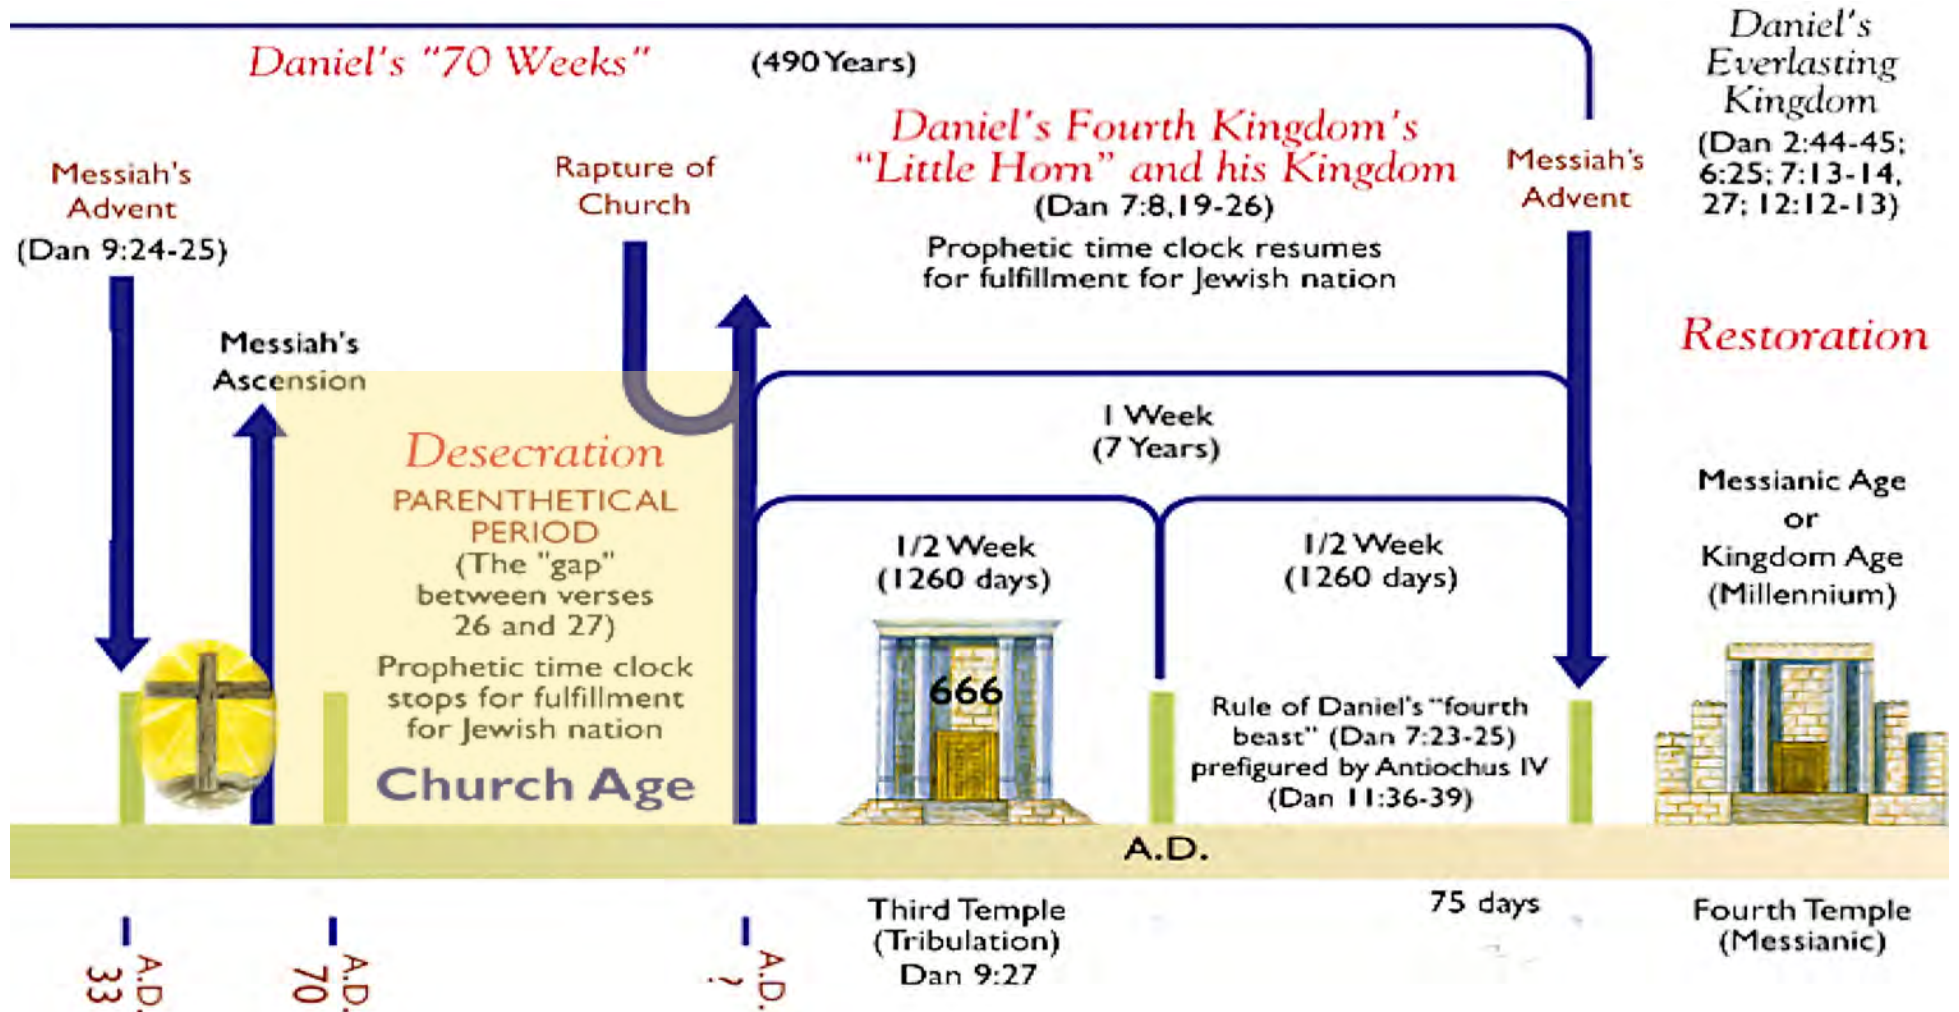 Daniel's "70 Weeks"
(490 Years)
Daniel's
Everlasting
Kingdom
(Dan 2:44-45;
6:25; 7:13-14,
27; 12:12-13)
Messiah's
Advent
(Dan 9:24-25)
Rapture of
Church
Daniel's Fourth Kingdom's
"Little Horn" and his Kingdom
(Dan 7:8,19-26)
Prophetic time clock resumes
for fulfillment for Jewish nation
Messiah's
Advent
Messiah's
Ascension
Restoration
Desecration
PARENTHETICAL
PERIOD
(The "gap"
between verses
26 and 27)
Prophetic time clock
stops for fulfillment
for Jewish nation
Church Age
1 Week
(7 Years)
1/2 Week
(1260 days)
1/2 Week
(1260 days)
Messianic Age
or
Kingdom Age
(Millennium)
666
Rule of Daniel's "fourth
beast" (Dan 7:23-25)
prefigured by Antiochus IV
(Dan 11:36-39)
A.D.
A.D.
33
A.D.
70
A.D.
?
Third Temple
(Tribulation)
Dan 9:27
75 days
Fourth Temple
(Messianic)